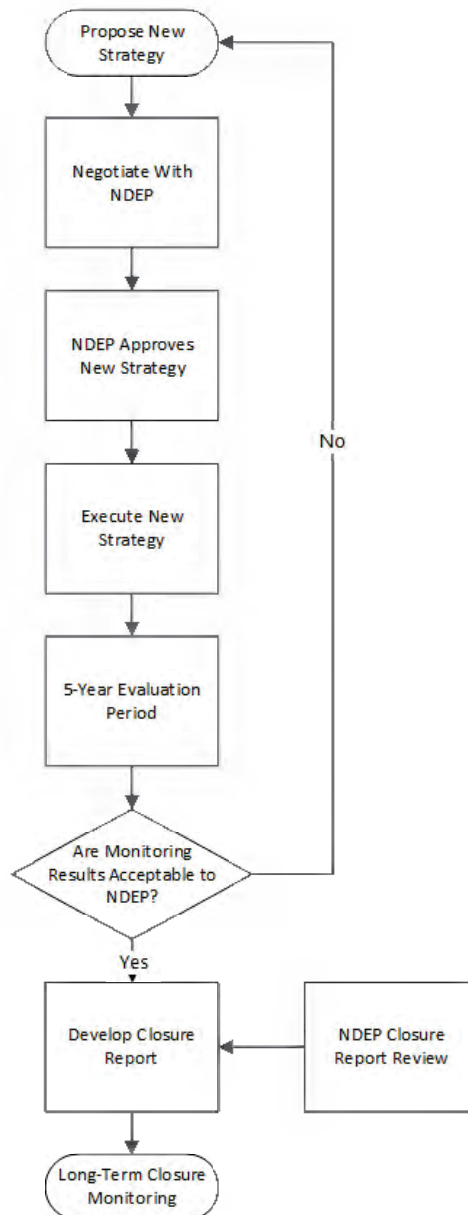 Propose New
Strategy
Negotiate With
NDEP
NDEP Approves
New Strategy
No
Execute New
Strategy
5-Year Evaluation
Period
Are Monitoring
Results Acceptable to
NDEP?
Yes
Develop Closure
Report
NDEP Closure
Report Review
Long-Term Closure
Monitoring